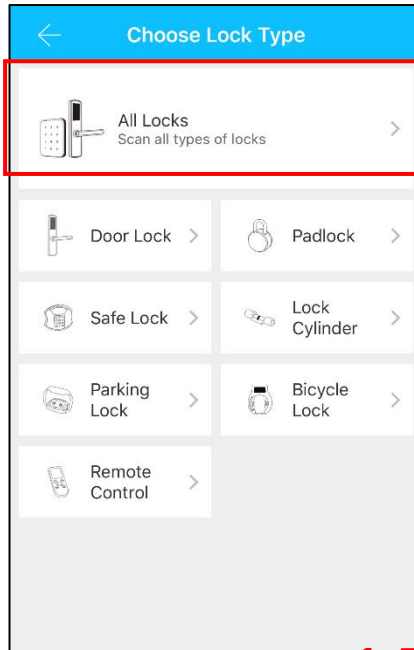 Choose Lock Type
All Locks
Scan all types of locks
Door Lock
Padlock
Safe Lock
Lock
Cylinder
Parking
Lock
Bicycle
Lock
Remote
Control